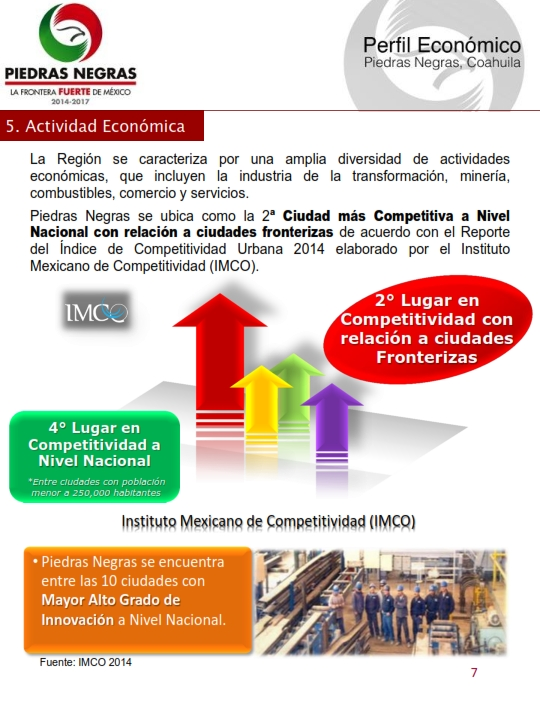 PIEDRAS NEGRAS
LA FRONTERA FUERTE DE MÉXICO
2014-2017
Perfil Económico
Piedras Negras, Coahuila
5. Actividad Económica
La Región se caracteriza por una amplia diversidad de actividades
económicas, que incluyen la industria de la transformación, minería,
combustibles, comercio y servicios.
Piedras Negras se ubica como la 2ª Ciudad más Competitiva a Nivel
Nacional con relación a ciudades fronterizas de acuerdo con el Reporte
del Índice de Competitividad Urbana 2014 elaborado por el Instituto
Mexicano de Competitividad (IMCO).
IMCO
2° Lugar en
Competitividad con
relación a ciudades
Fronterizas
4° Lugar en
Competitividad a
Nivel Nacional
*Entre ciudades con población
menor a 250,000 habitantes
Instituto Mexicano de Competitividad (IMCO)
• Piedras Negras se encuentra
entre las 10 ciudades con
Mayor Alto Grado de
Innovación a Nivel Nacional.
Fuente: IMCO 2014
7